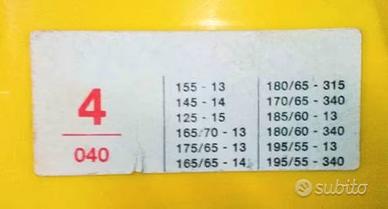 4
040
155 - 13
145 - 14
125 - 15
165/70 - 13
175/65 - 13
165/65 - 14
180/65 - 315
170/65 - 340
185/60 - 13
180/60 - 340
195/55 - 13
195/55 - 340
subito